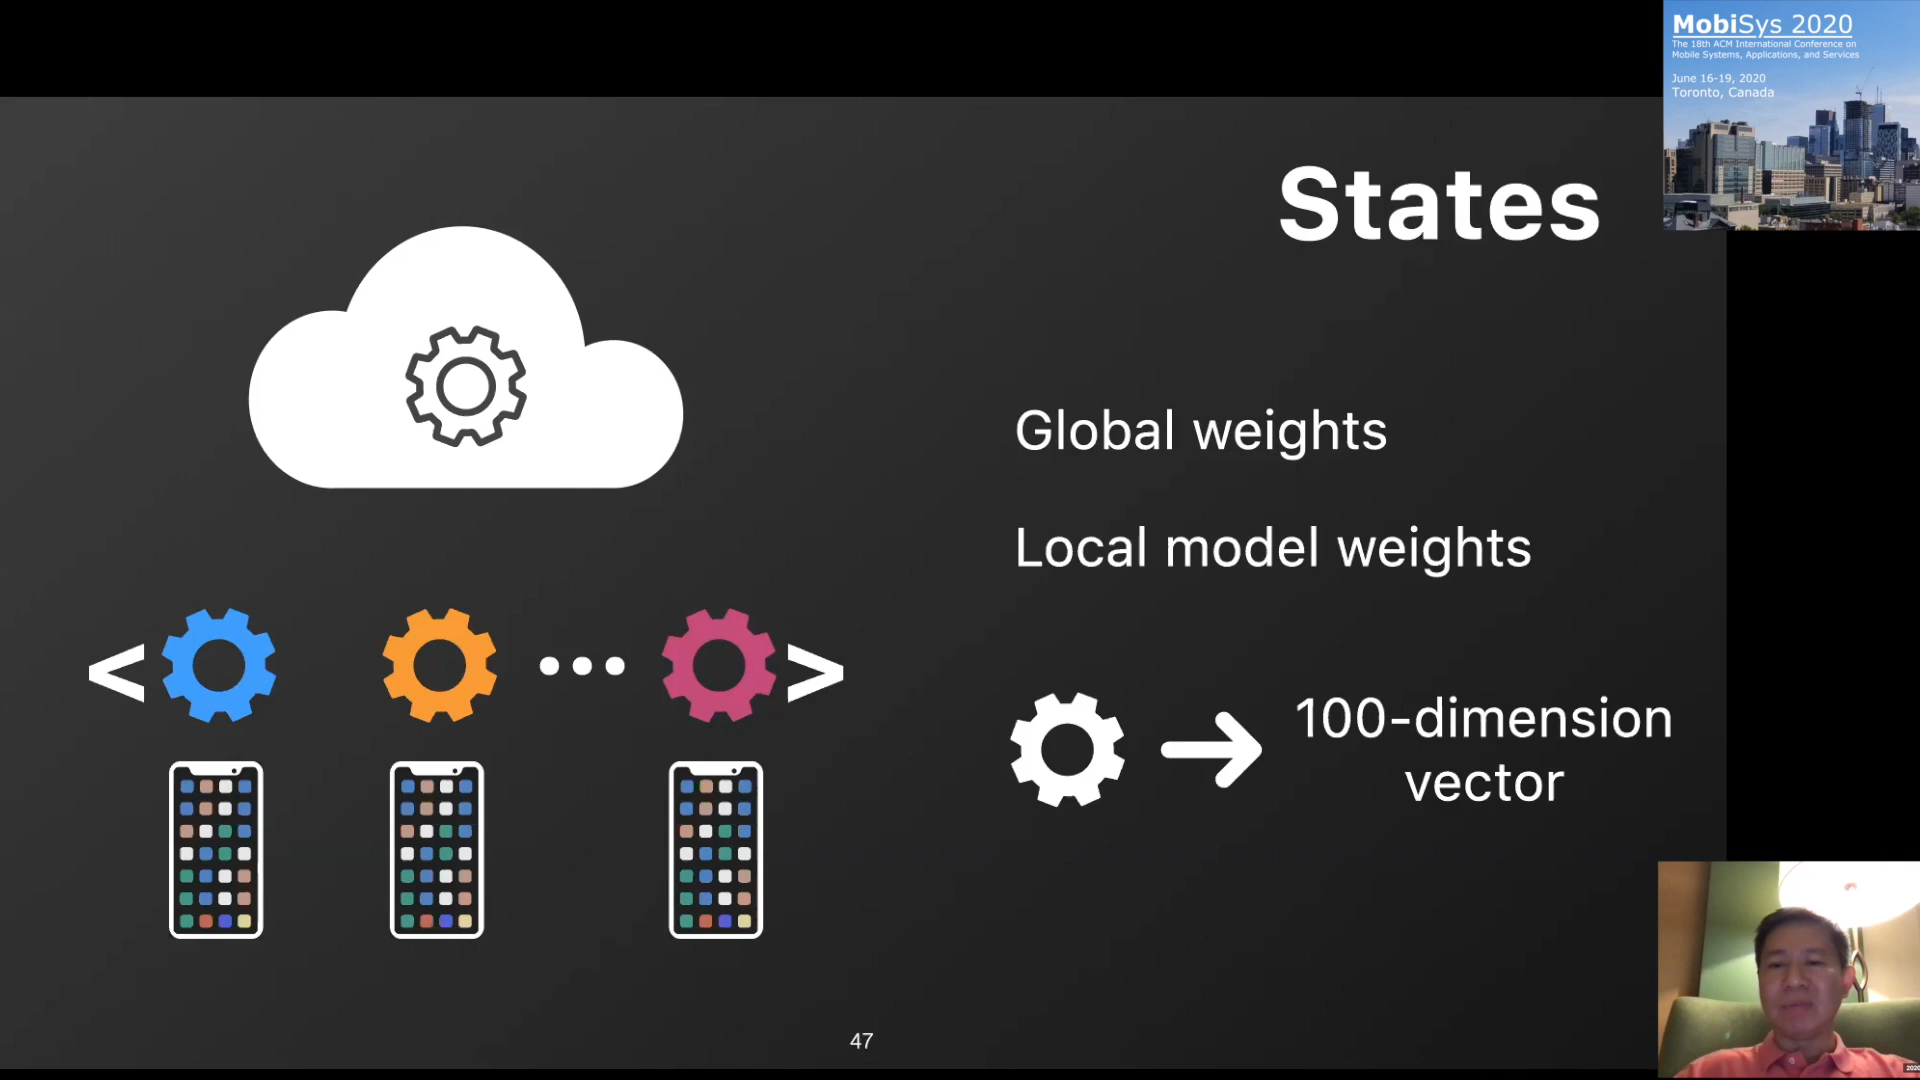 MobiSys 2020
The 18th ACM International Conference on
Mobile Systems, Applications, and Services
June 16-19, 2020
Toronto, Canada
States
Global weights
Local model weights
< ••• >
100-dimension
vector
47